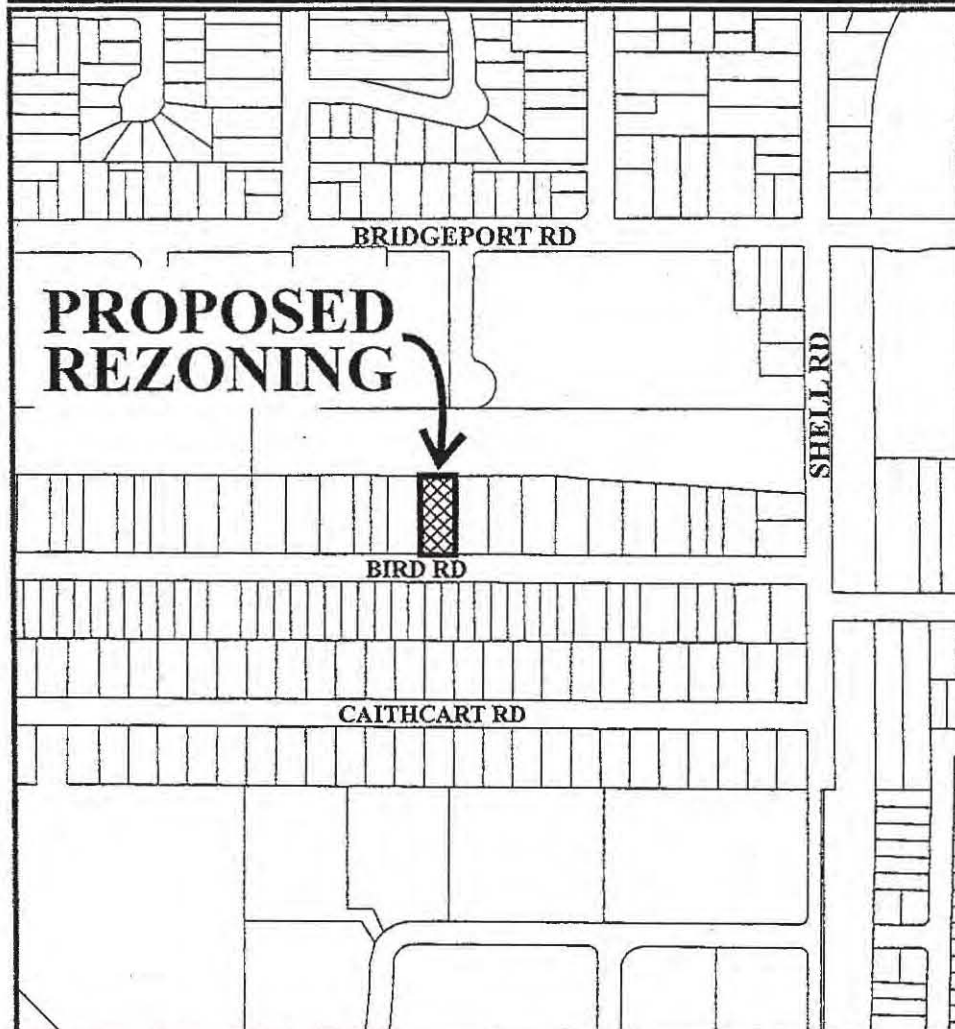 BRIDGEPORT RD
PROPOSED
REZONING
SHELL RD
BIRD RD
CAITHCART RD